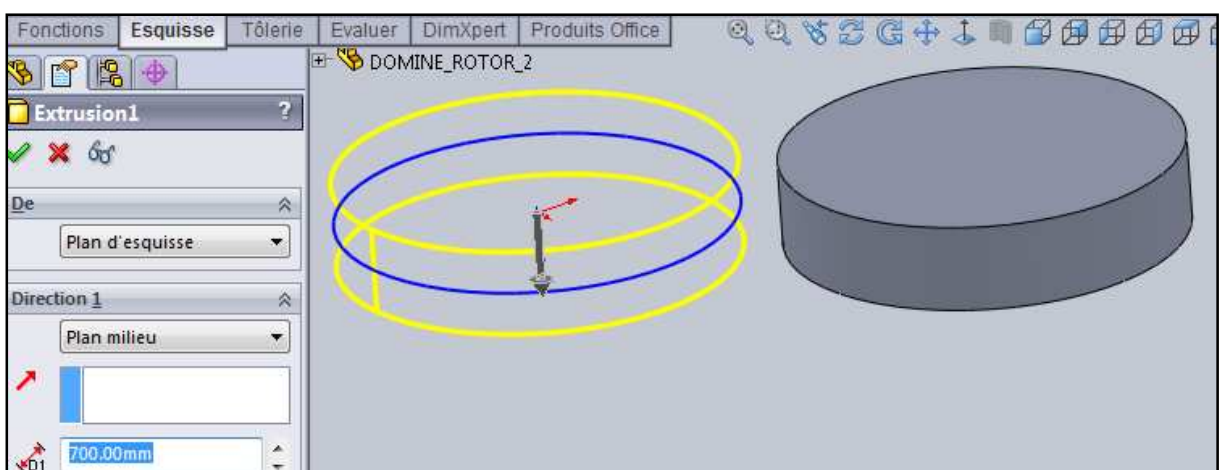 Fonctions Esquisse Tôlerie Evaluer DimXpert Produits Office
DOMINE_ROTOR_2
Extrusion1 ?
De
Plan d'esquisse
Direction 1
Plan milieu
D1 700.00mm